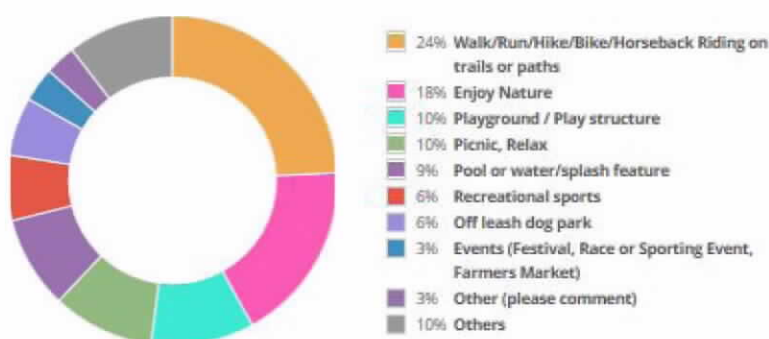 24% Walk/Run/Hike/Bike/Horseback Riding on
trails or paths
18% Enjoy Nature
10% Playground / Play structure
10% Picnic, Relax
9% Pool or water/splash feature
6% Recreational sports
6% Off leash dog park
3% Events (Festival, Race or Sporting Event,
Farmers Market)
3% Other (please comment)
10% Others